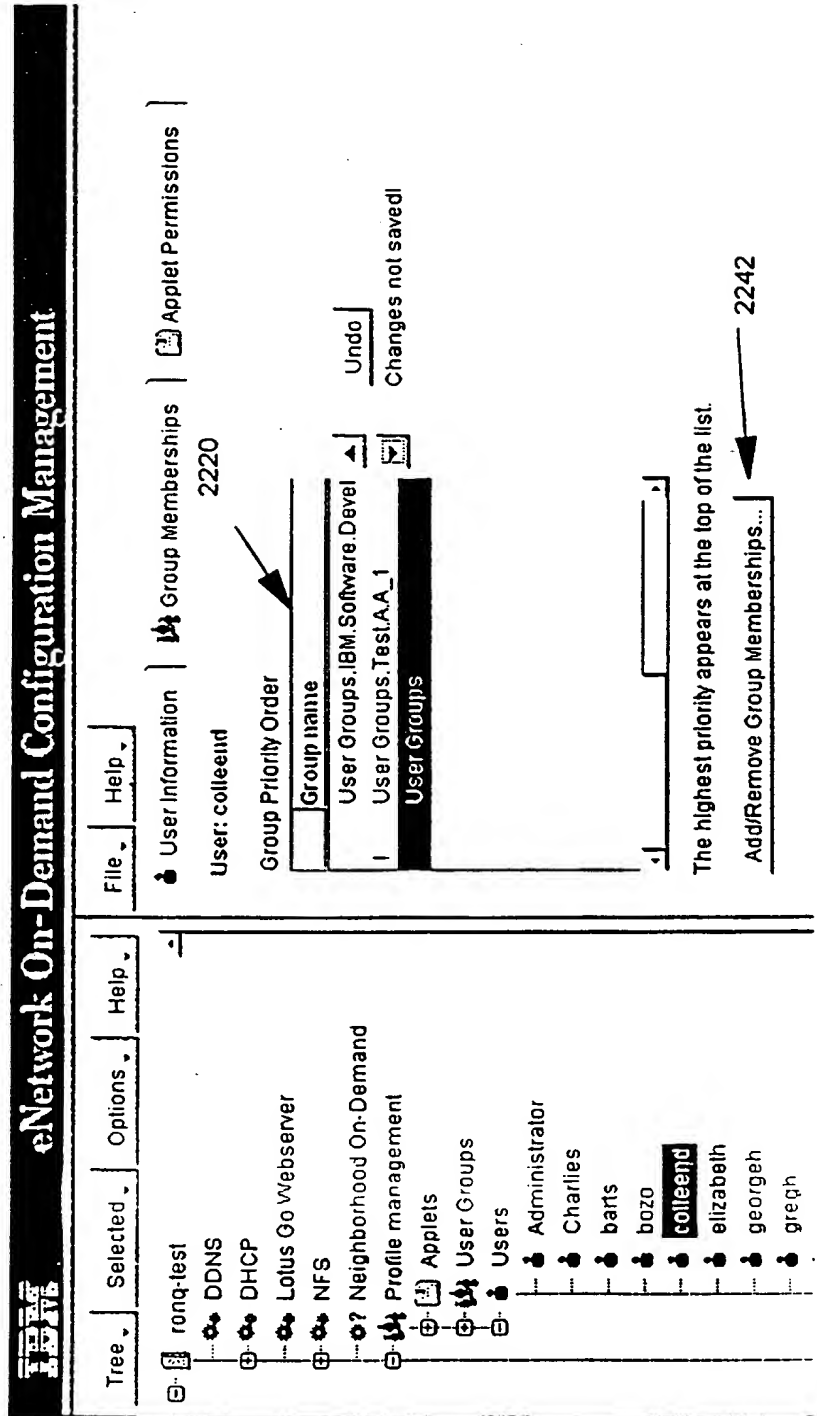 IBM eNetwork On-Demand Configuration Management
Tree Selected Options Help
ronq-test
DDNS
DHCP
Lotus Go Webserver
NFS
? Neighborhood On-Demand
Profile management
Applets
User Groups
Users
Administrator
Charlies
barts
bozo
colleend
elizabeth
georgeh
gregh
File Help
User Information Group Memberships Applet Permissions
User: colleend
2220
Group Priority Order
Group name
User Groups.IBM.Software.Devel
User Groups.Test.A.A_1
User Groups
Undo
Changes not saved!
The highest priority appears at the top of the list.
Add/Remove Group Memberships...
2242